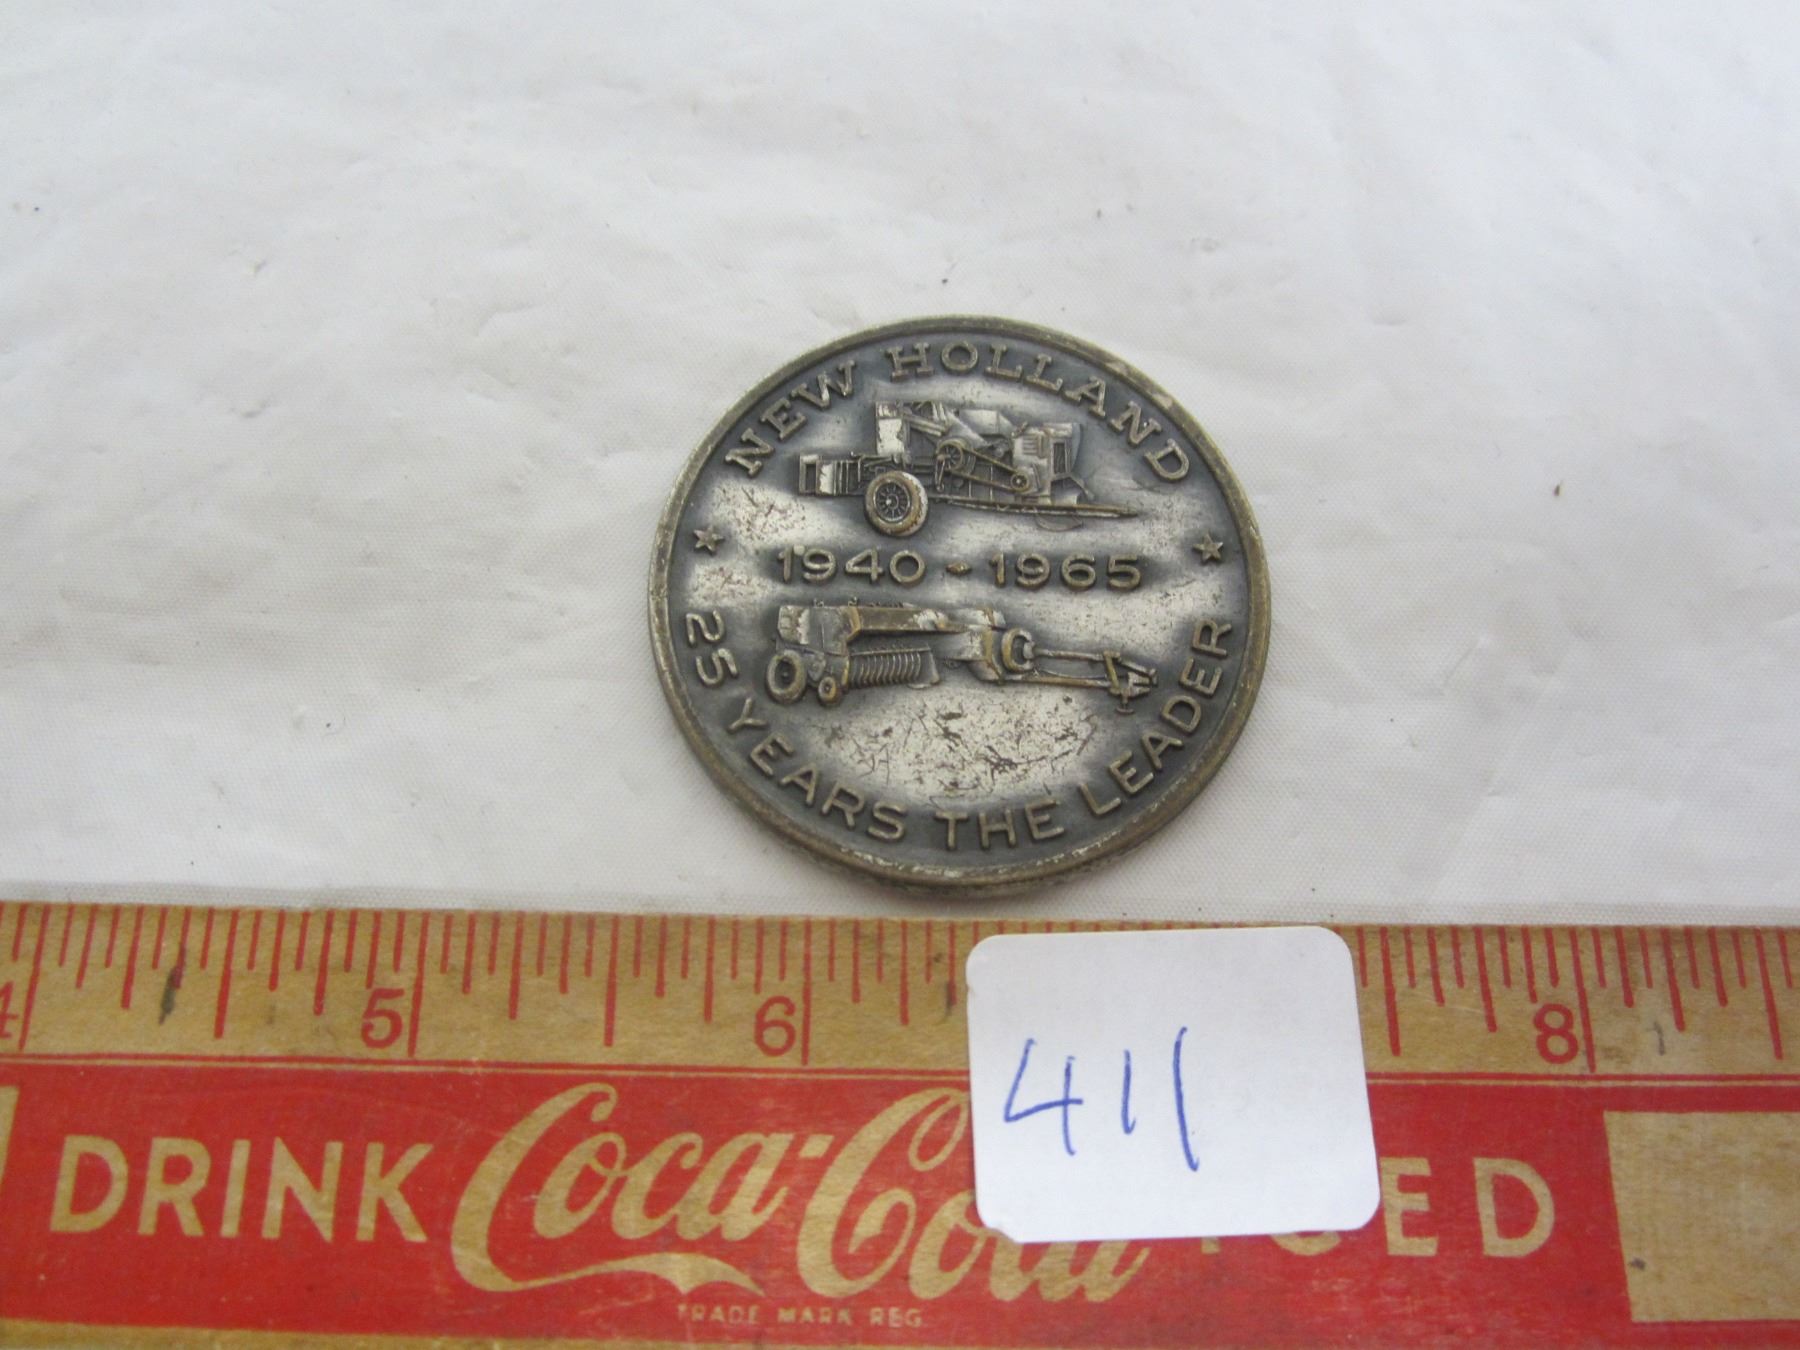 NEW HOLLAND
1940 - 1965
25 YEARS THE LEADER
4 5 6 8
411
DRINK Coca-Cola ICED
TRADE MARK REG.